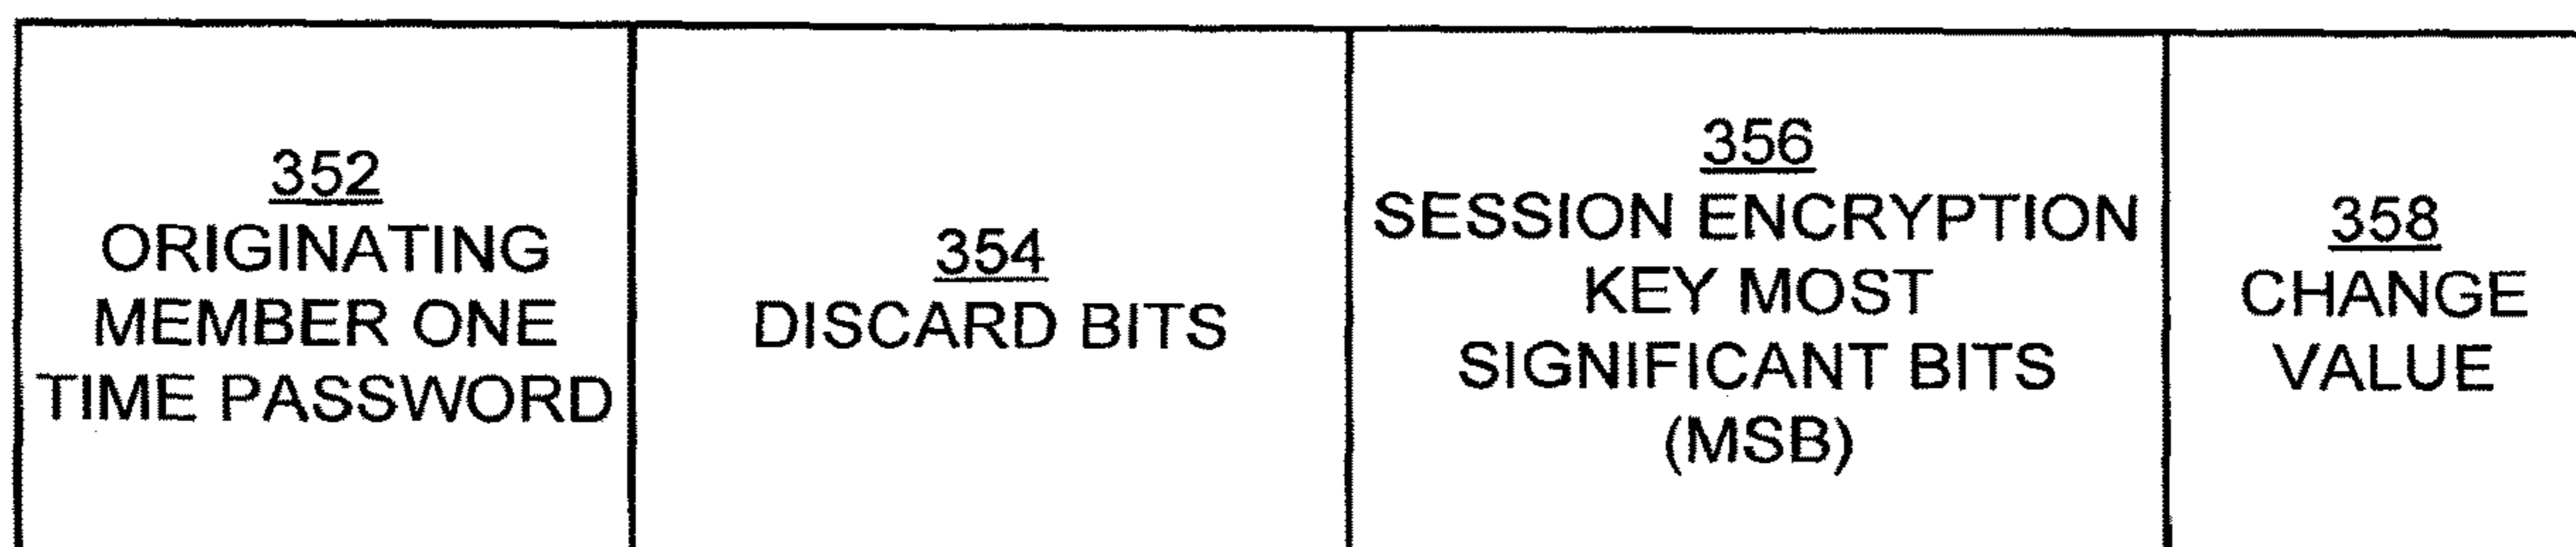 352
ORIGINATING
MEMBER ONE
TIME PASSWORD
354
DISCARD BITS
356
SESSION ENCRYPTION
KEY MOST
SIGNIFICANT BITS
(MSB)
358
CHANGE
VALUE